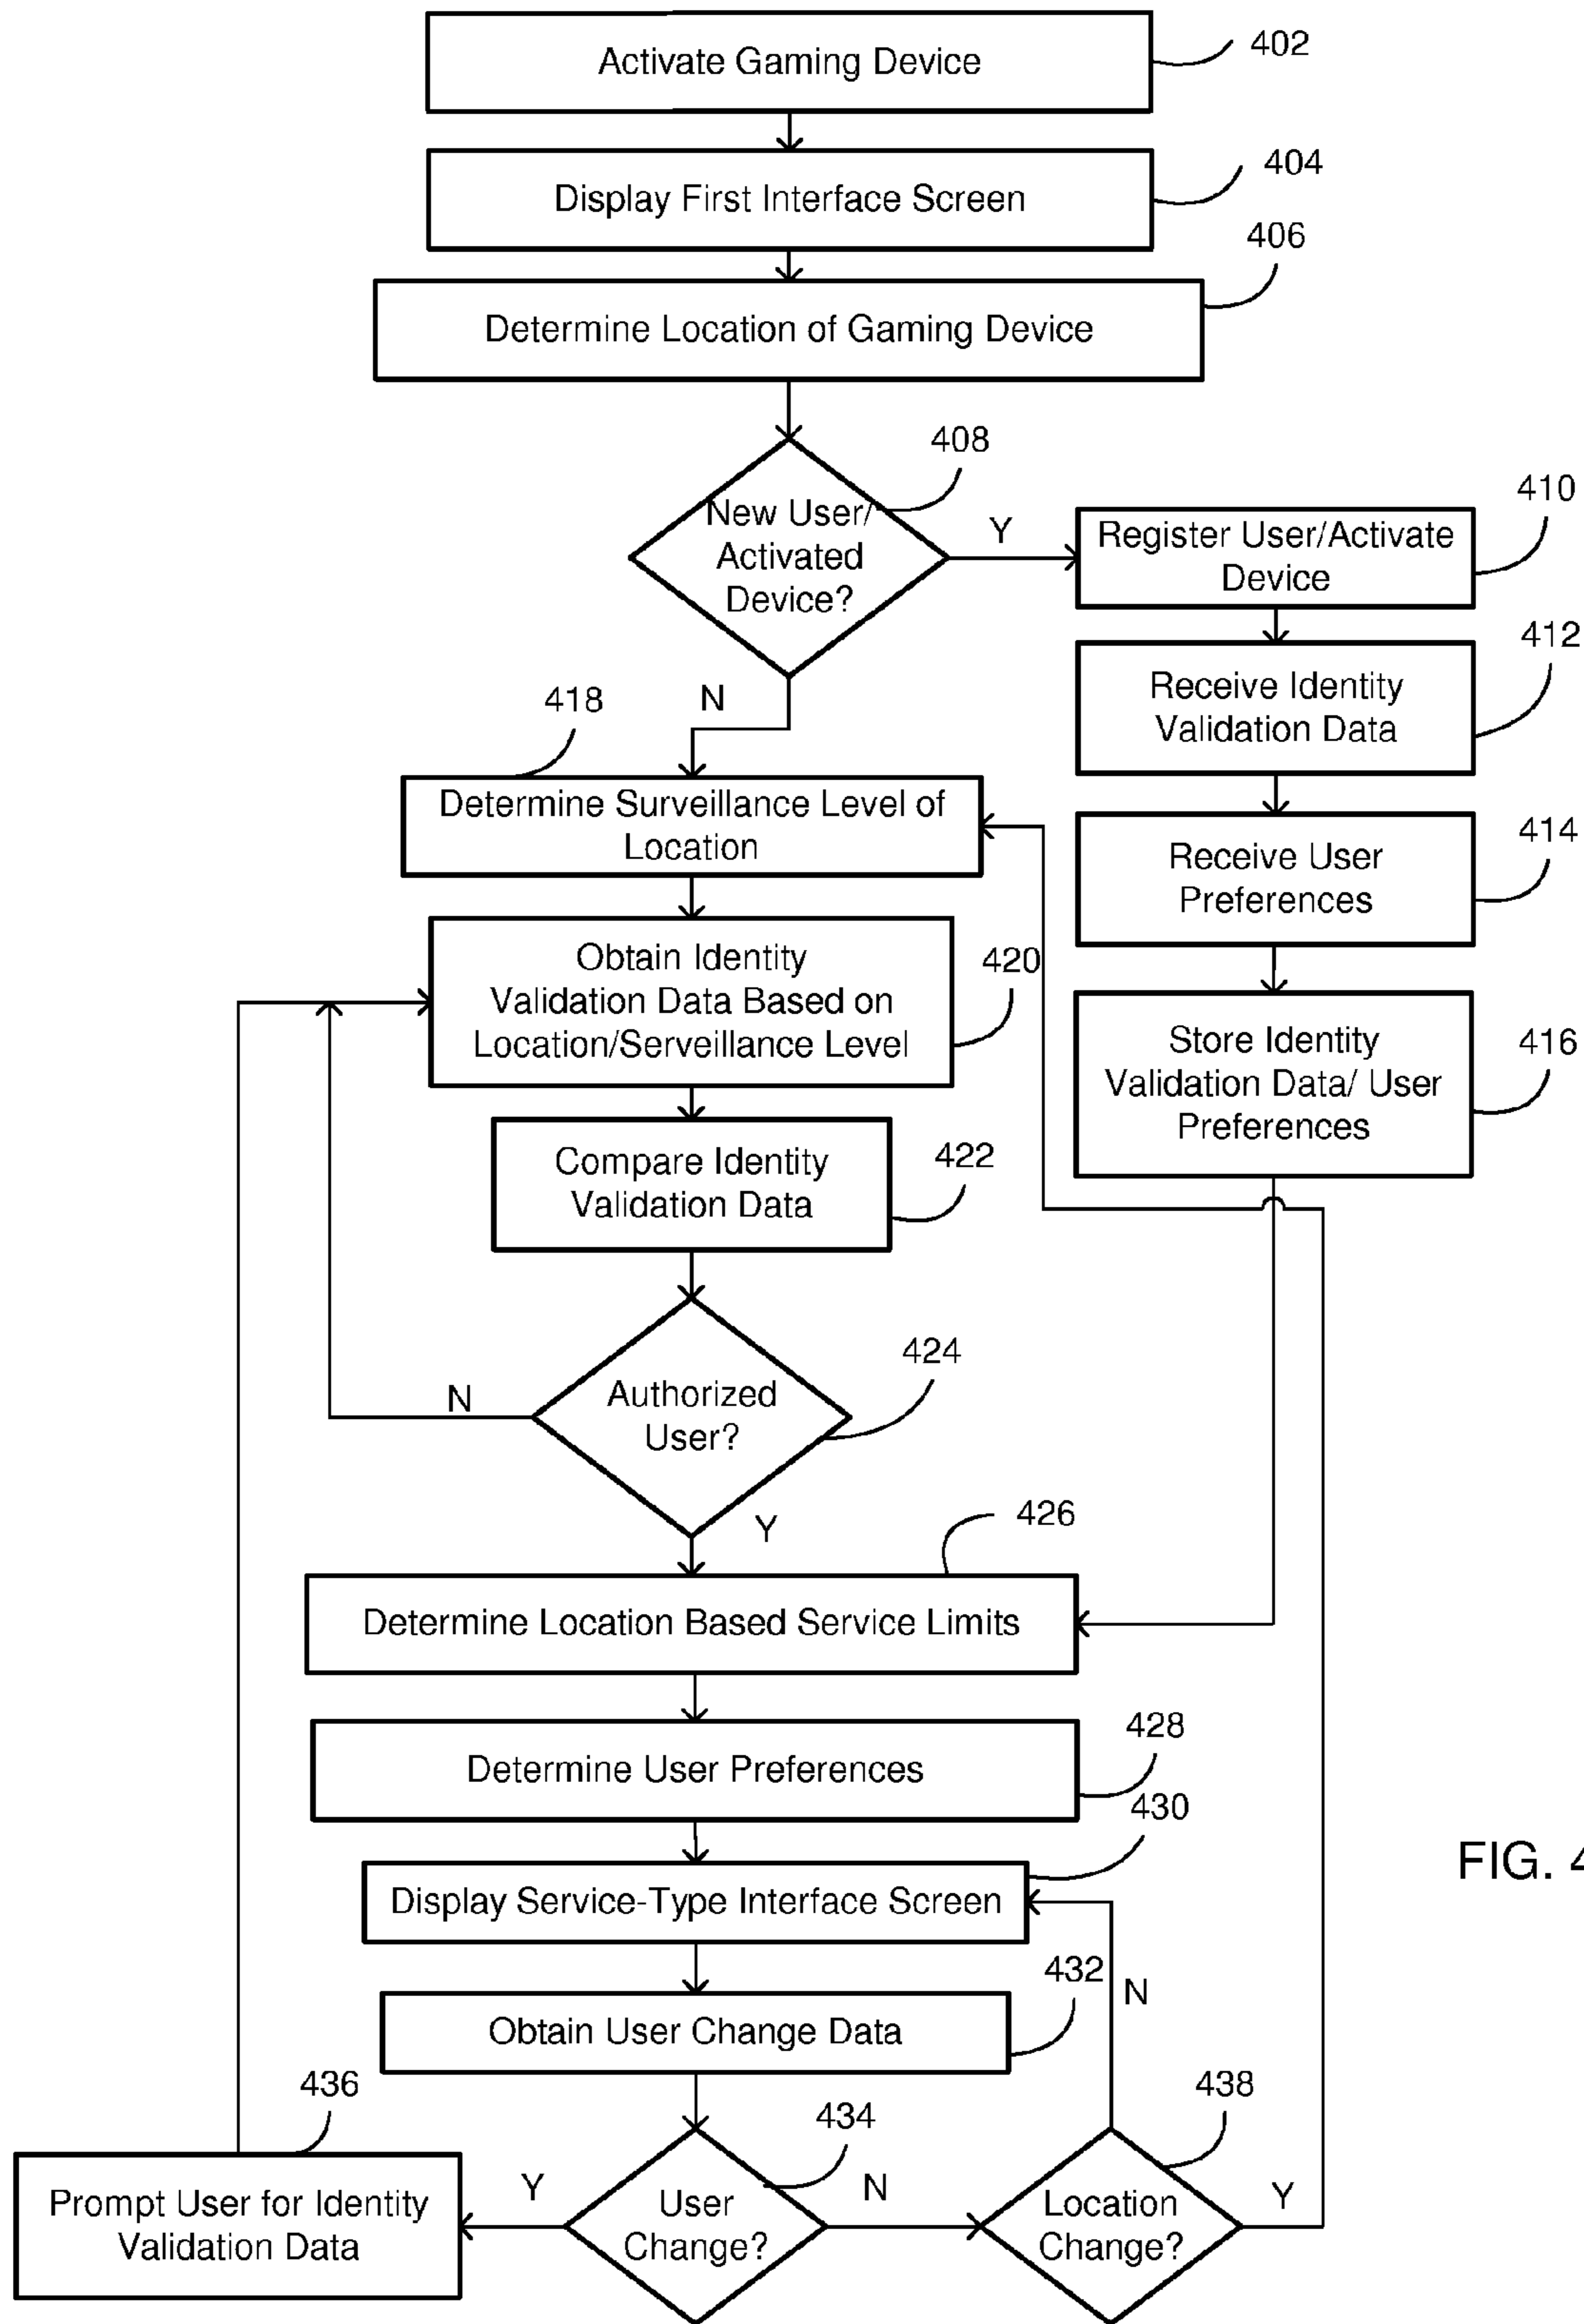 Activate Gaming Device
402
Display First Interface Screen
404
406
Determine Location of Gaming Device
408
New User/
Activated
Device?
Y
N
410
Register User/Activate
Device
412
Receive Identity
Validation Data
414
Receive User
Preferences
416
Store Identity
Validation Data/ User
Preferences
418
Determine Surveillance Level of
Location
420
Obtain Identity
Validation Data Based on
Location/Serveillance Level
422
Compare Identity
Validation Data
424
Authorized
User?
N
Y
426
Determine Location Based Service Limits
428
Determine User Preferences
430
Display Service-Type Interface Screen
432
Obtain User Change Data
N
434
User
Change?
Y
N
436
Prompt User for Identity
Validation Data
438
Location
Change?
Y
FIG. 4